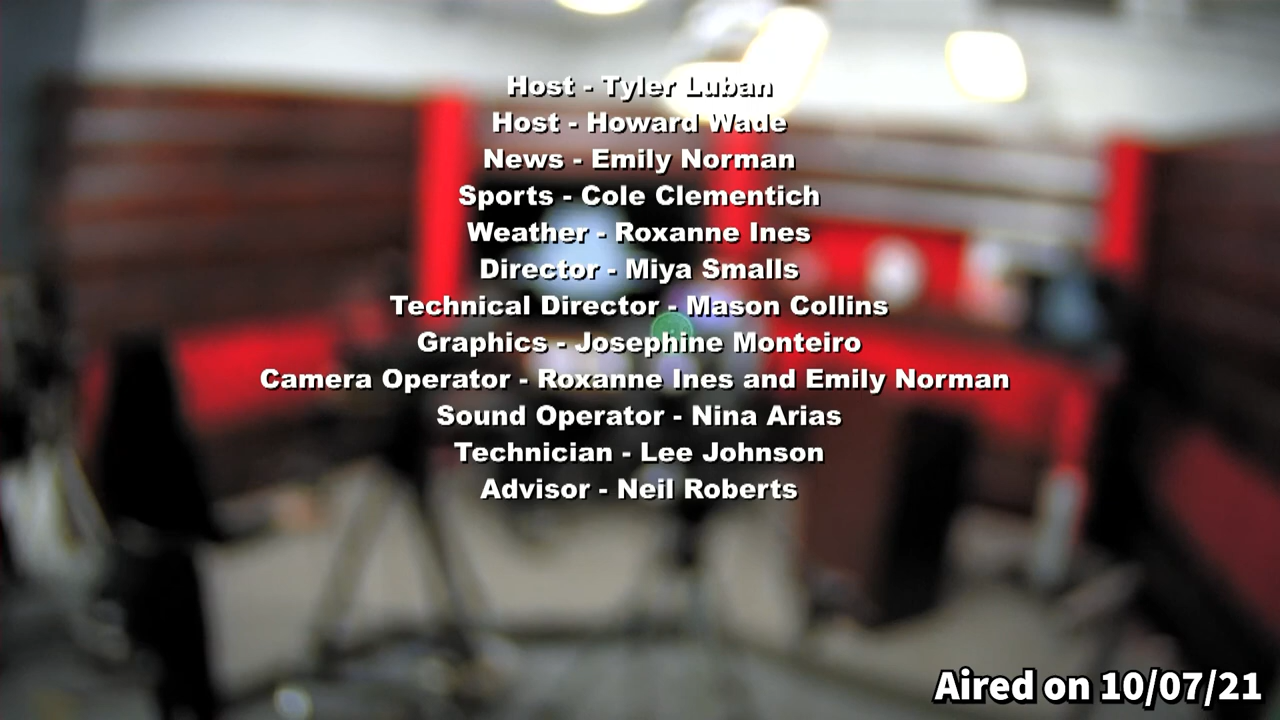 Host - Tyler Luban
Host - Howard Wade
News - Emily Norman
Sports - Cole Clementich
Weather - Roxanne Ines
Director - Miya Smalls
Technical Director - Mason Collins
Graphics - Josephine Monteiro
Camera Operator - Roxanne Ines and Emily Norman
Sound Operator - Nina Arias
Technician - Lee Johnson
Advisor - Neil Roberts
Aired on 10/07/21